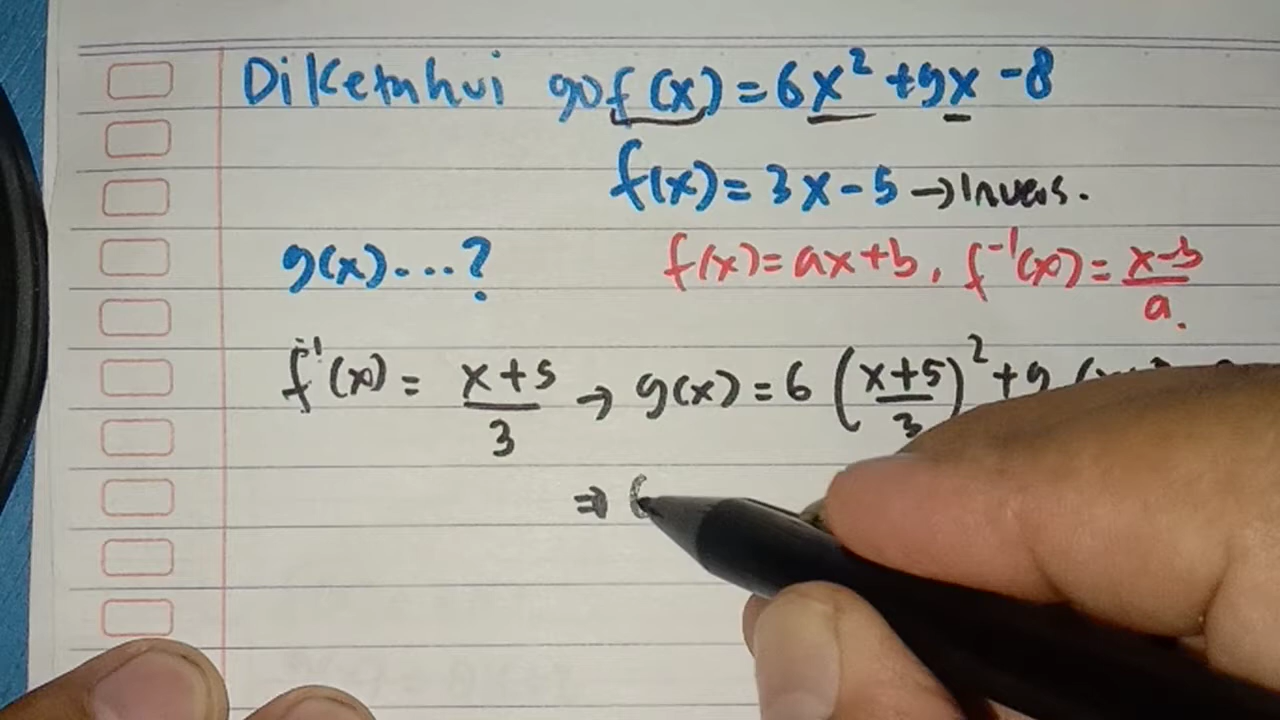 Diketahui gof(x) = 6x² + 9x - 8
f(x) = 3x - 5 → Invers.
g(x)...? f(x) = ax + b, f⁻¹(x) = x-b/a.
f⁻¹(x) = x+5/3 → g(x) = 6 (x+5/3)² + 9
⇒ 6